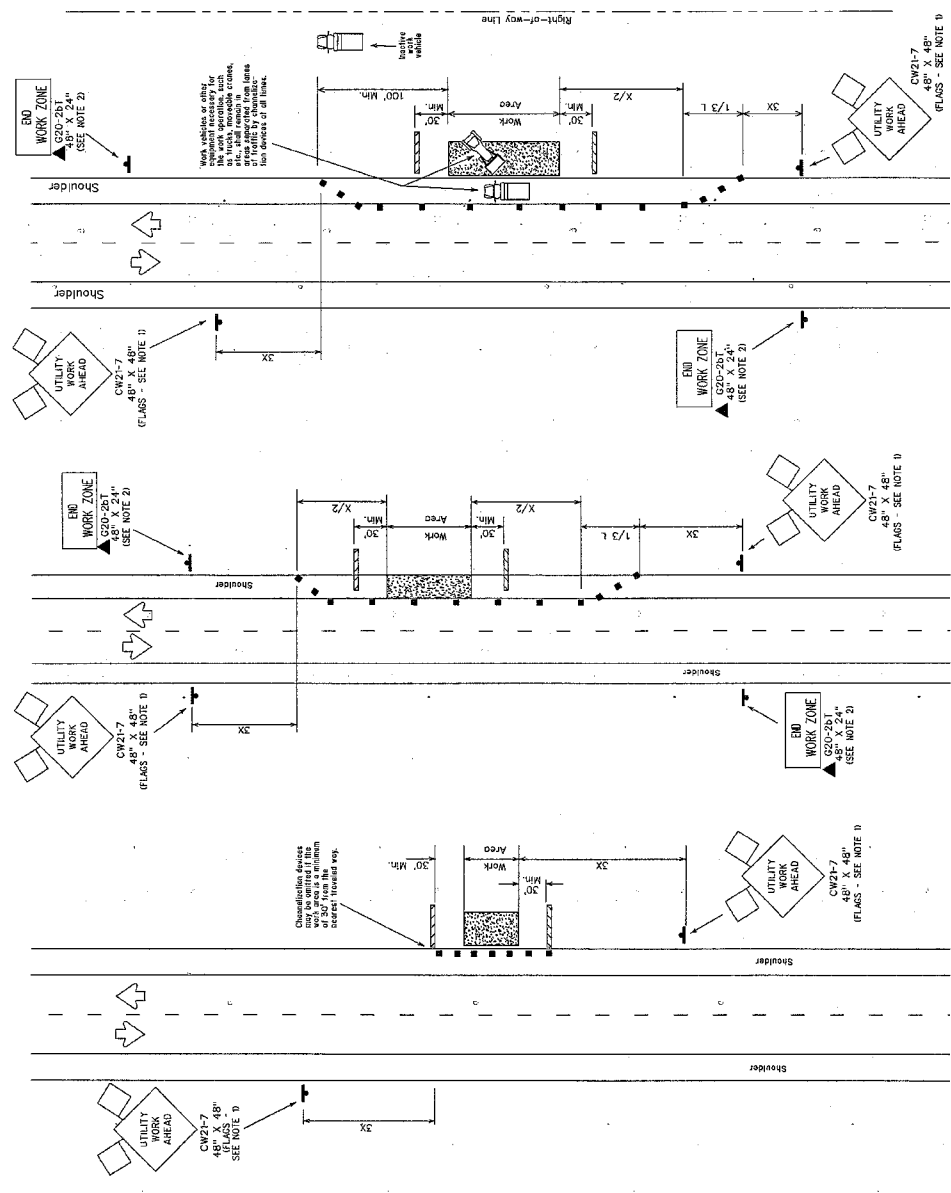 Right-of-way Line
END
WORK ZONE
G20-2bT
48" X 24"
(SEE NOTE 2)
Work vehicles or other
equipment necessary for
the work operation, such
as trucks, moveable cranes,
etc., shall remain in
areas separated from lanes
of traffic by channeliza-
tion devices at all times.
Inactive
work
vehicle
100' Min.
30'
Min.
Work
Area
30'
Min.
X/2
1/3 L
3X
UTILITY
WORK
AHEAD
CW21-7
48" X 48"
(FLAGS - SEE NOTE 1)
Shoulder
Shoulder
UTILITY
WORK
AHEAD
CW21-7
48" X 48"
(FLAGS - SEE NOTE 1)
3X
END
WORK ZONE
G20-2bT
48" X 24"
(SEE NOTE 2)
END
WORK ZONE
G20-2bT
48" X 24"
(SEE NOTE 2)
X/2
30'
Min.
Work
Area
30'
Min.
X/2
1/3 L
3X
UTILITY
WORK
AHEAD
CW21-7
48" X 48"
(FLAGS - SEE NOTE 1)
Shoulder
Shoulder
UTILITY
WORK
AHEAD
CW21-7
48" X 48"
(FLAGS - SEE NOTE 1)
3X
END
WORK ZONE
G20-2bT
48" X 24"
(SEE NOTE 2)
Channelization devices
may be omitted if the
work area is a minimum
of 30' from the
nearest traveled way.
30'
Min.
Work
Area
30'
Min.
3X
UTILITY
WORK
AHEAD
CW21-7
48" X 48"
(FLAGS - SEE NOTE 1)
Shoulder
Shoulder
UTILITY
WORK
AHEAD
CW21-7
48" X 48"
(FLAGS -
SEE NOTE 1)
3X